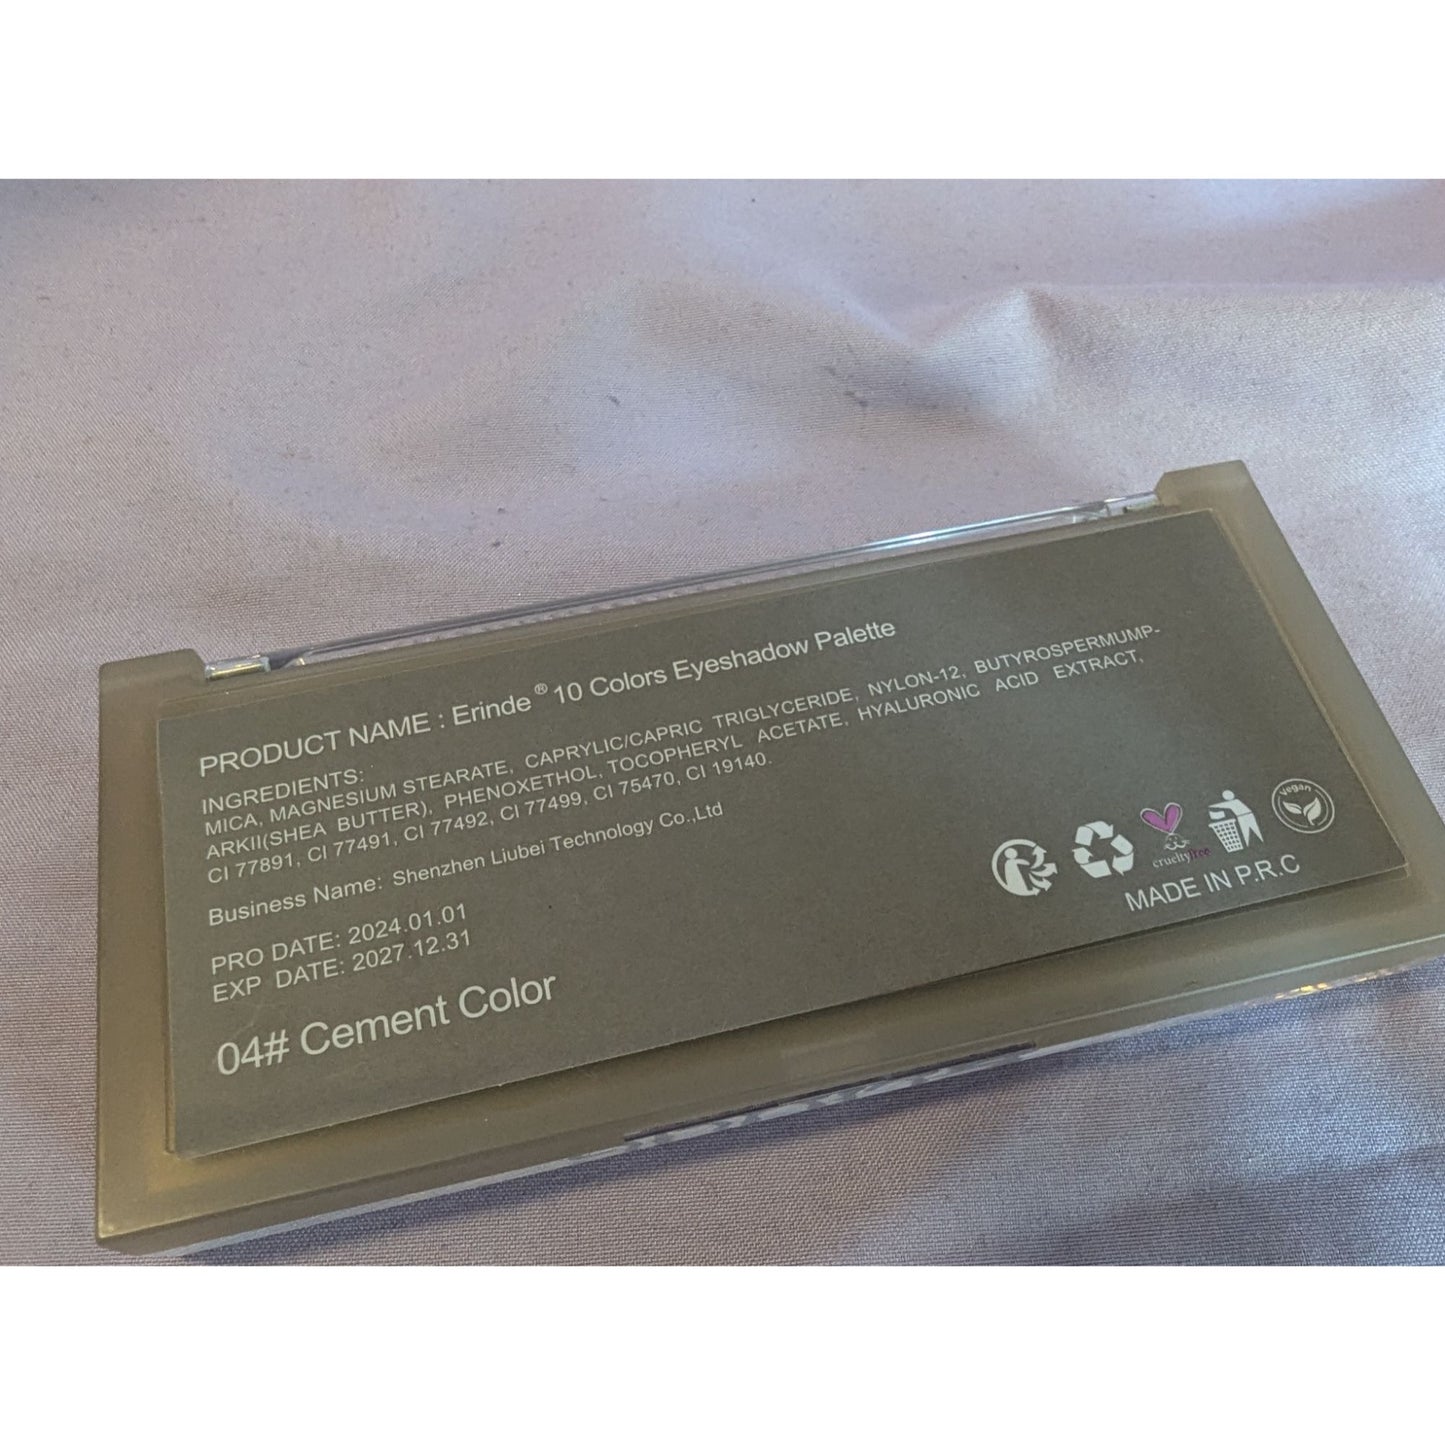 PRODUCT NAME : Erinde® 10 Colors Eyeshadow Palette
INGREDIENTS:
MICA, MAGNESIUM STEARATE, CAPRYLIC/CAPRIC TRIGLYCERIDE, NYLON-12, BUTYROSPERMUMP-
ARKII(SHEA BUTTER), PHENOXETHOL, TOCOPHERYL ACETATE, HYALURONIC ACID EXTRACT,
CI 77891, CI 77491, CI 77492, CI 77499, CI 75470, CI 19140.
Business Name: Shenzhen Liubei Technology Co.,Ltd
PRO DATE: 2024.01.01
EXP DATE: 2027.12.31
04# Cement Color
crueltyfree
Vegan
MADE IN P.R.C